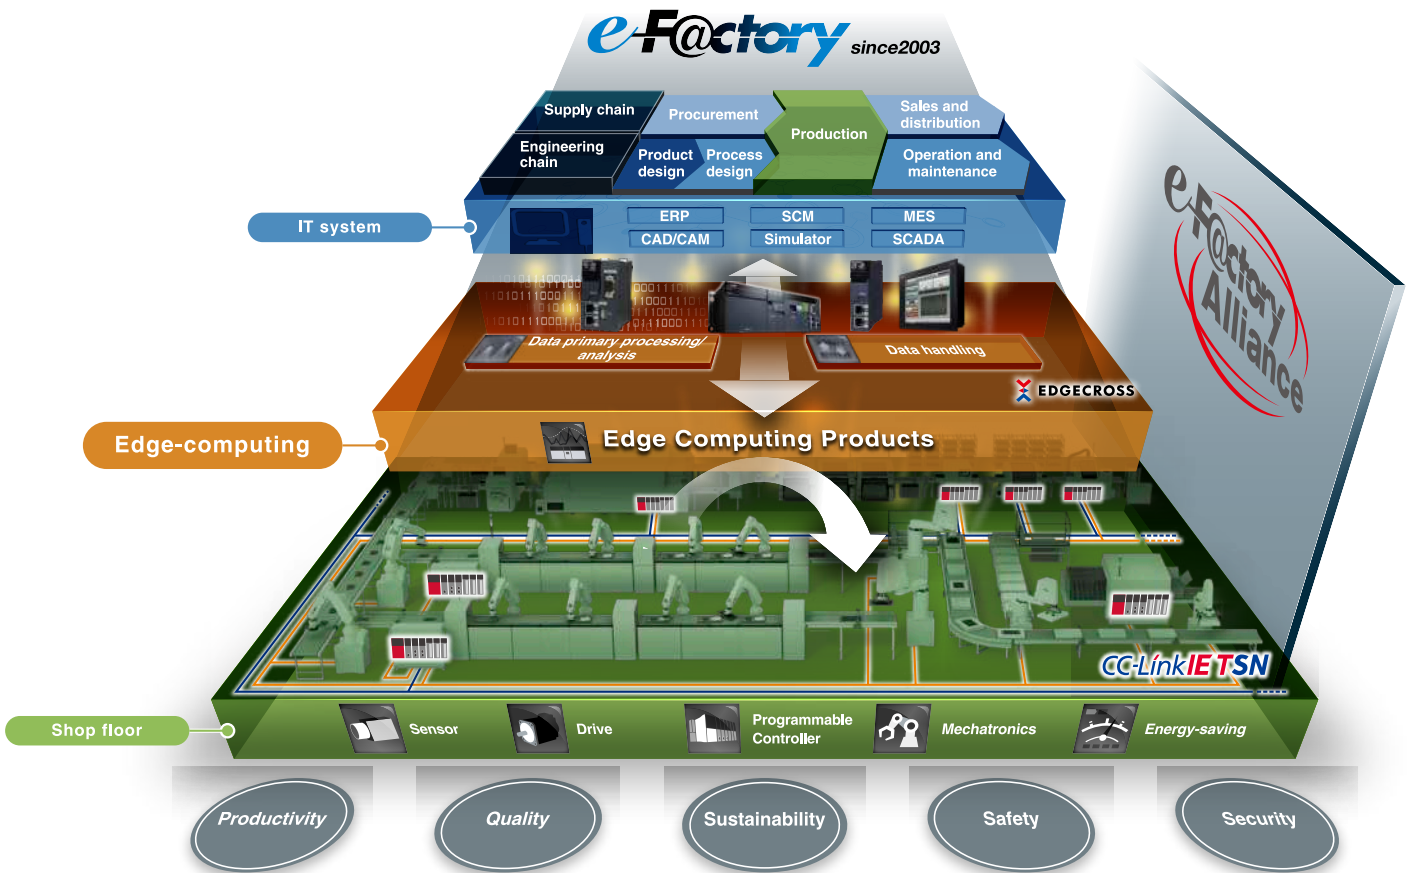 e-F@ctory since2003
Supply chain
Procurement
Production
Sales and
distribution
Engineering
chain
Product
design
Process
design
Operation and
maintenance
IT system
ERP
SCM
MES
CAD/CAM
Simulator
SCADA
e-F@ctory
Alliance
Data primary processing/
analysis
Data handling
EDGECROSS
Edge-computing
Edge Computing Products
CC-Link IE TSN
Shop floor
Sensor
Drive
Programmable
Controller
Mechatronics
Energy-saving
Productivity
Quality
Sustainability
Safety
Security